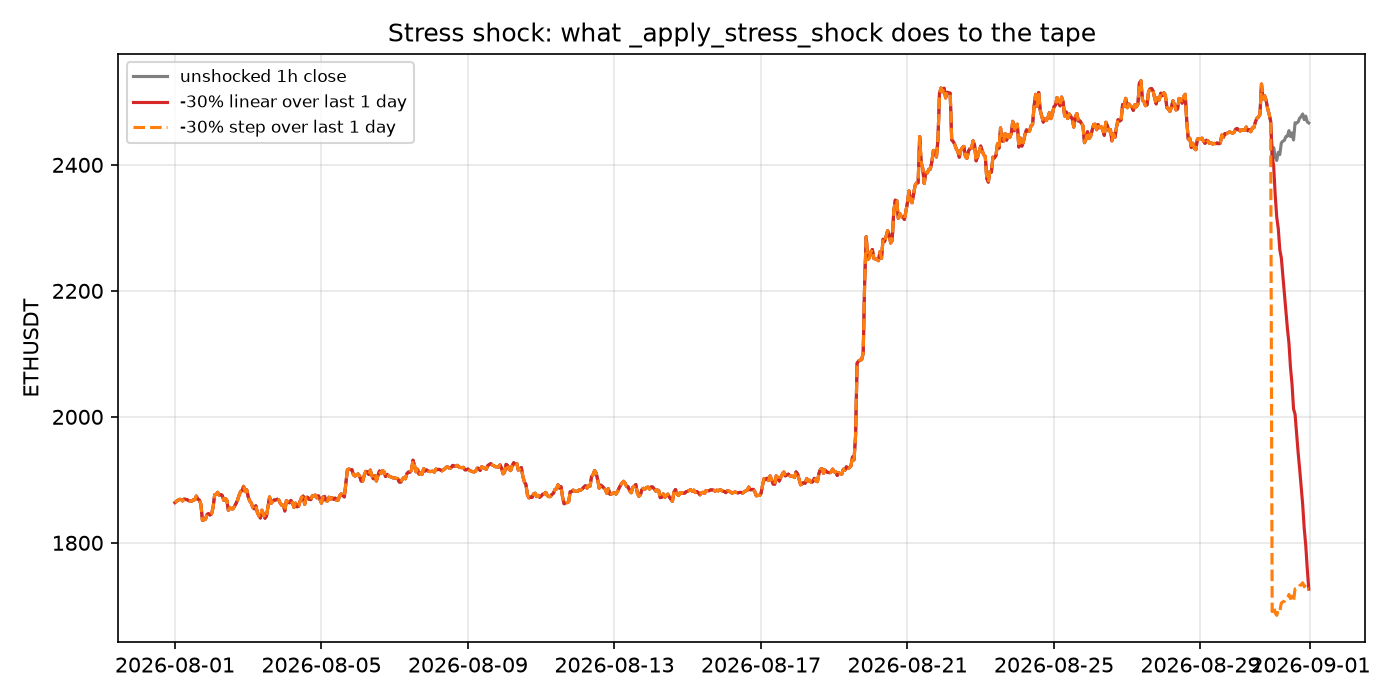 Stress shock: what _apply_stress_shock does to the tape
unshocked 1h close
-30% linear over last 1 day
-30% step over last 1 day
ETHUSDT
2400
2200
2000
1800
2026-08-01 2026-08-05 2026-08-09 2026-08-13 2026-08-17 2026-08-21 2026-08-25 2026-08-29 2026-09-01